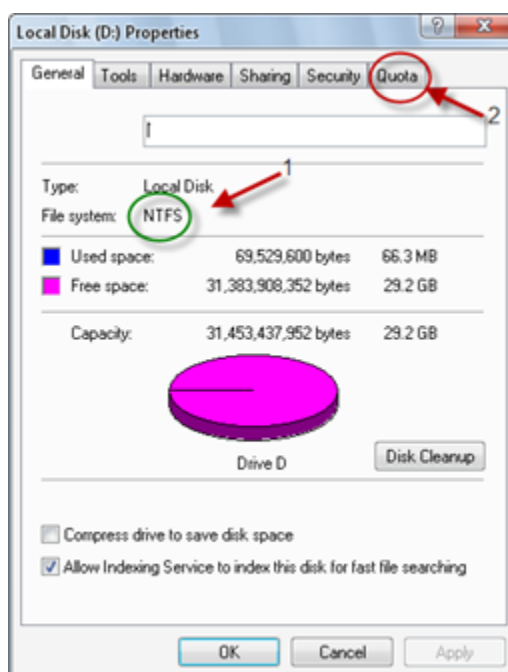 Local Disk (D:) Properties
General Tools Hardware Sharing Security Quota
2
1
Type: Local Disk
File system: NTFS
Used space: 69,529,600 bytes 66.3 MB
Free space: 31,383,908,352 bytes 29.2 GB
Capacity: 31,453,437,952 bytes 29.2 GB
Drive D
Disk Cleanup
Compress drive to save disk space
Allow Indexing Service to index this disk for fast file searching
OK Cancel Apply